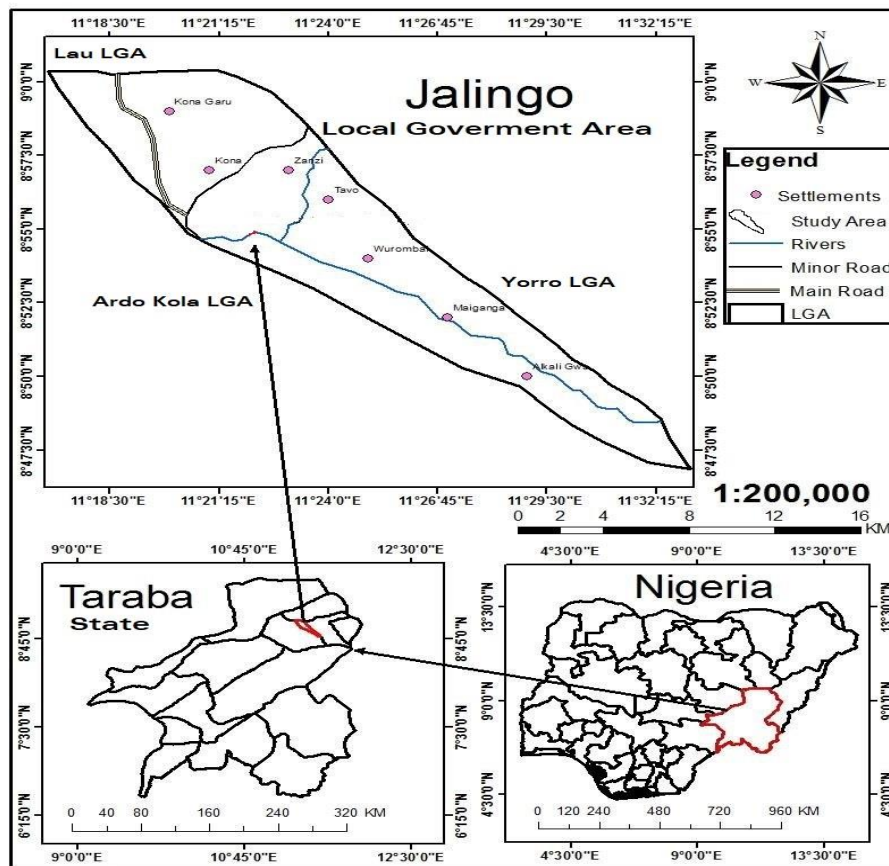 11°18'30"E 11°21'15"E 11°24'0"E 11°26'45"E 11°29'30"E 11°32'15"E
Lau LGA
Jalingo
Local Goverment Area
Kona Garu
Kona
Zanzi
Tavo
Wurombai
Maiganga
Alkali Gwsi
Yorro LGA
Ardo Kola LGA
9°0'0"N
8°57'30"N
8°55'0"N
8°52'30"N
8°50'0"N
8°47'30"N
9°0'0"N
8°57'30"N
8°55'0"N
8°52'30"N
8°50'0"N
8°47'30"N
11°18'30"E 11°21'15"E 11°24'0"E 11°26'45"E 11°29'30"E 11°32'15"E
N
W E
S
Legend
Settlements
Study Area
Rivers
Minor Road
Main Road
LGA
1:200,000
0 2 4 8 12 16
KM
9°0'0"E 10°45'0"E 12°30'0"E
Taraba
State
8°45'0"N
7°30'0"N
6°15'0"N
8°45'0"N
7°30'0"N
6°15'0"N
0 40 80 160 240 320 KM
9°0'0"E 10°45'0"E 12°30'0"E
4°30'0"E 9°0'0"E 13°30'0"E
Nigeria
13°30'0"N
9°0'0"N
4°30'0"N
13°30'0"N
9°0'0"N
4°30'0"N
0 120 240 480 720 960 KM
4°30'0"E 9°0'0"E 13°30'0"E